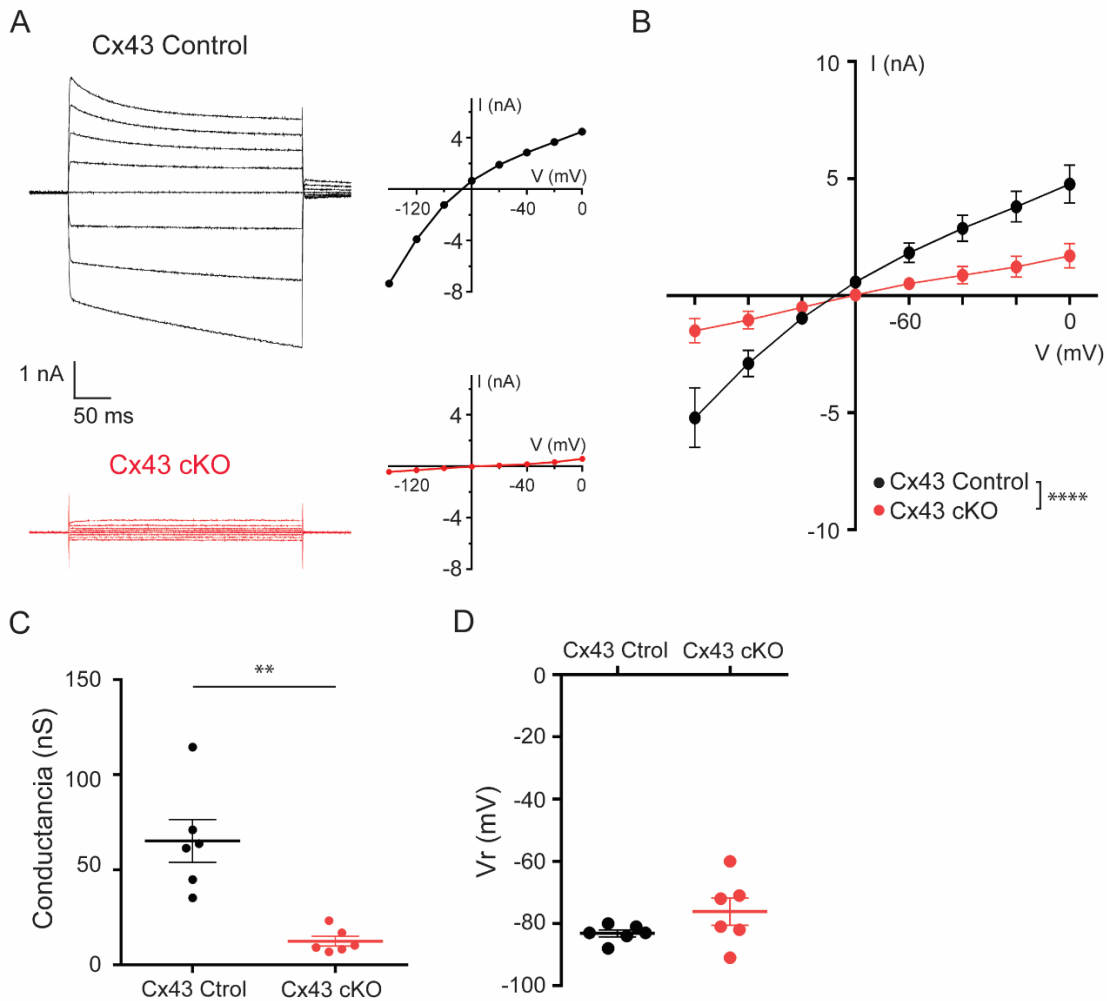 A
Cx43 Control
I (nA)
4
V (mV)
-120
-40
0
-4
-8
1 nA
50 ms
Cx43 cKO
I (nA)
4
V (mV)
-120
-40
0
-4
-8
B
10
I (nA)
5
-60
0
V (mV)
-5
-10
Cx43 Control
Cx43 cKO
****
C
150
100
50
0
Conductancia (nS)
**
Cx43 Ctrol
Cx43 cKO
D
Cx43 Ctrol
Cx43 cKO
0
-20
-40
-60
-80
-100
Vr (mV)